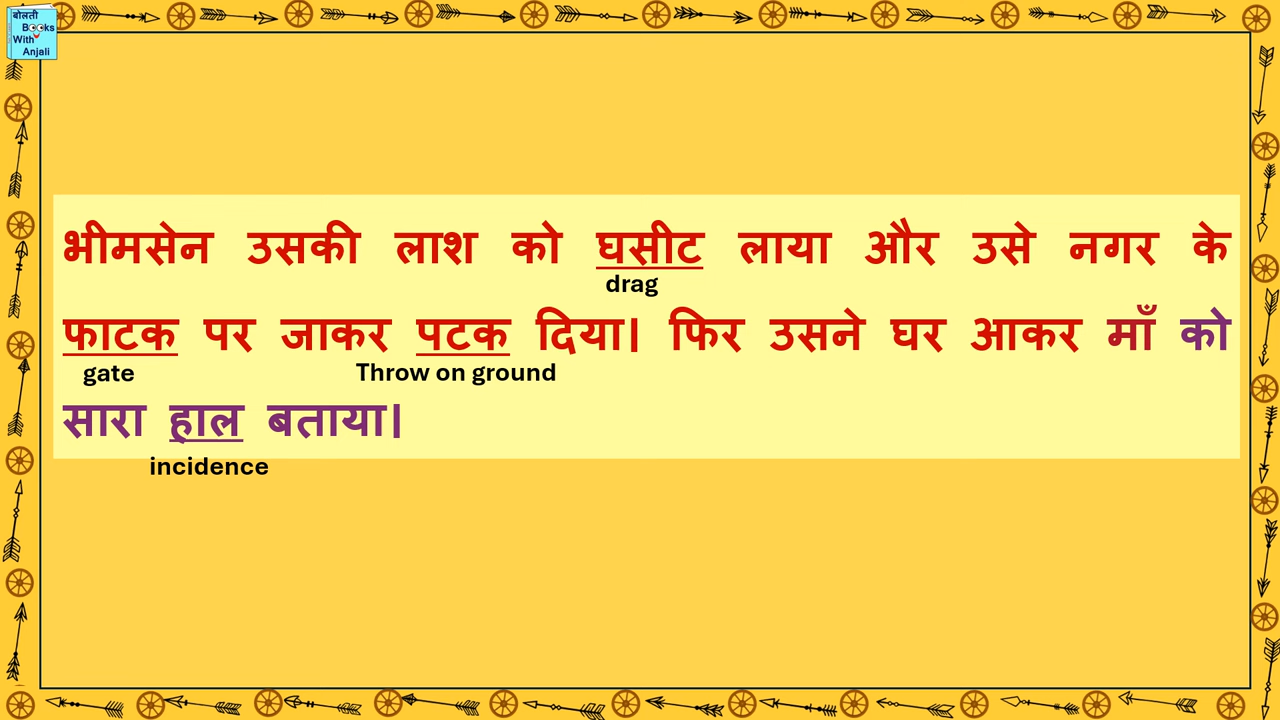 बोलती
Books
With
Anjali
भीमसेन उसकी लाश को घसीट लाया और उसे नगर के
drag
फाटक पर जाकर पटक दिया। फिर उसने घर आकर माँ को
gate Throw on ground
सारा हाल बताया।
incidence